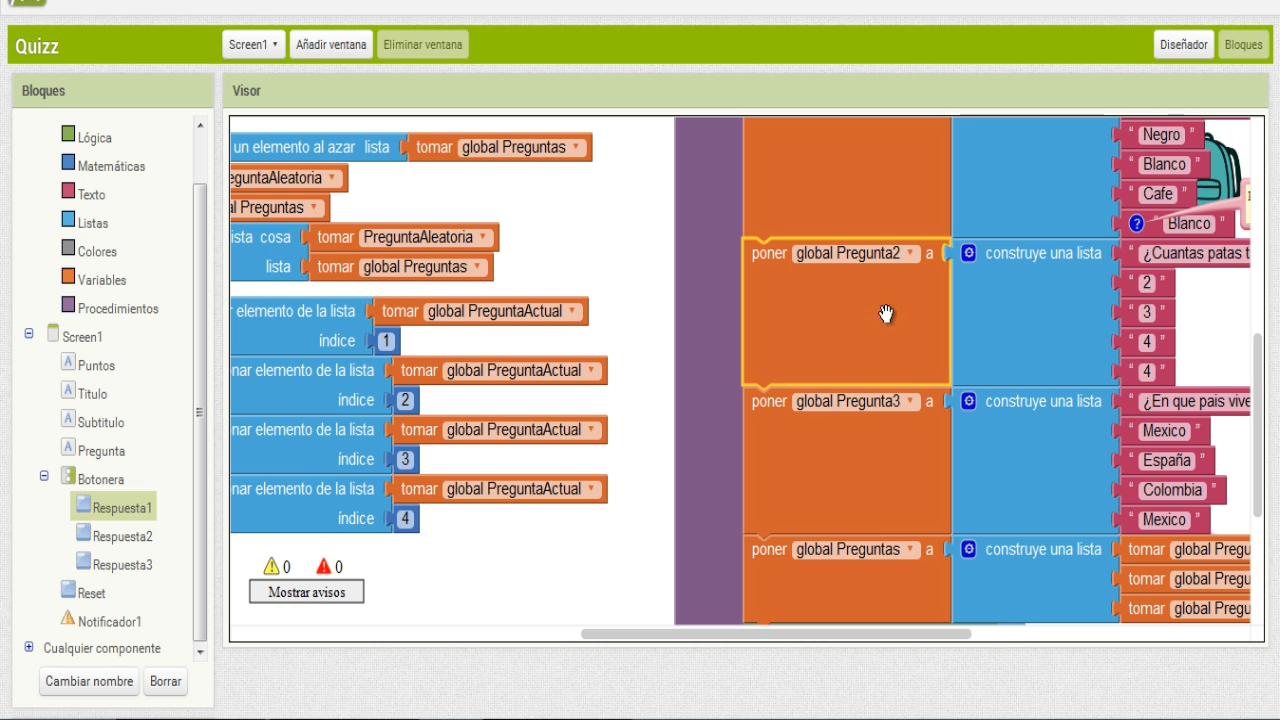 Quizz
Screen1
Añadir ventana
Eliminar ventana
Diseñador
Bloques
Bloques
Visor
Lógica
Matemáticas
Texto
Listas
Colores
Variables
Procedimientos
Screen1
Puntos
Titulo
Subtitulo
Pregunta
Botonera
Respuesta1
Respuesta2
Respuesta3
Reset
Notificador1
Cualquier componente
Cambiar nombre
Borrar
un elemento al azar lista tomar global Preguntas
eguntaAleatoria
al Preguntas
ista cosa tomar PreguntaAleatoria
lista tomar global Preguntas
r elemento de la lista tomar global PreguntaActual
índice 1
nar elemento de la lista tomar global PreguntaActual
índice 2
nar elemento de la lista tomar global PreguntaActual
índice 3
nar elemento de la lista tomar global PreguntaActual
índice 4
0 0
Mostrar avisos
“ Negro ”
“ Blanco ”
“ Cafe ”
? “ Blanco ”
poner global Pregunta2 a construye una lista “ ¿Cuantas patas t
“ 2 ”
“ 3 ”
“ 4 ”
“ 4 ”
poner global Pregunta3 a construye una lista “ ¿En que pais vive
“ Mexico ”
“ España ”
“ Colombia ”
“ Mexico ”
poner global Preguntas a construye una lista tomar global Pregu
tomar global Pregu
tomar global Pregu